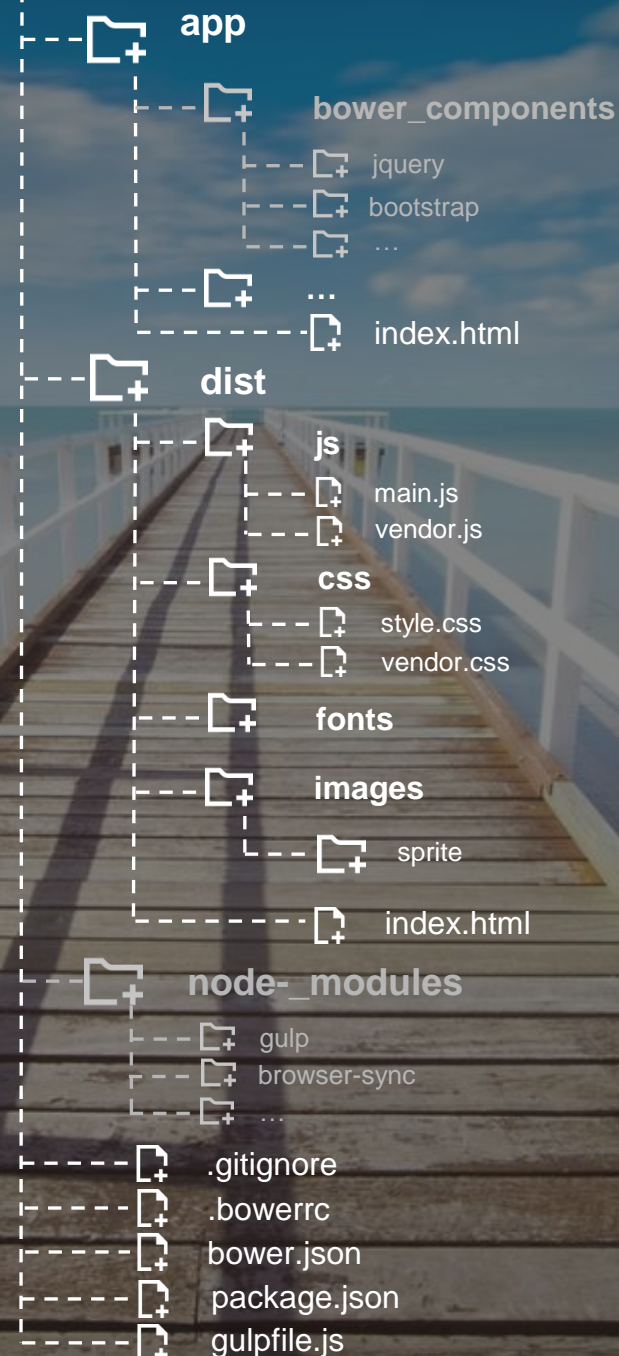 app
bower_components
jquery
bootstrap
...
...
index.html
dist
js
main.js
vendor.js
css
style.css
vendor.css
fonts
images
sprite
index.html
node-_modules
gulp
browser-sync
...
.gitignore
.bowerrc
bower.json
package.json
gulpfile.js